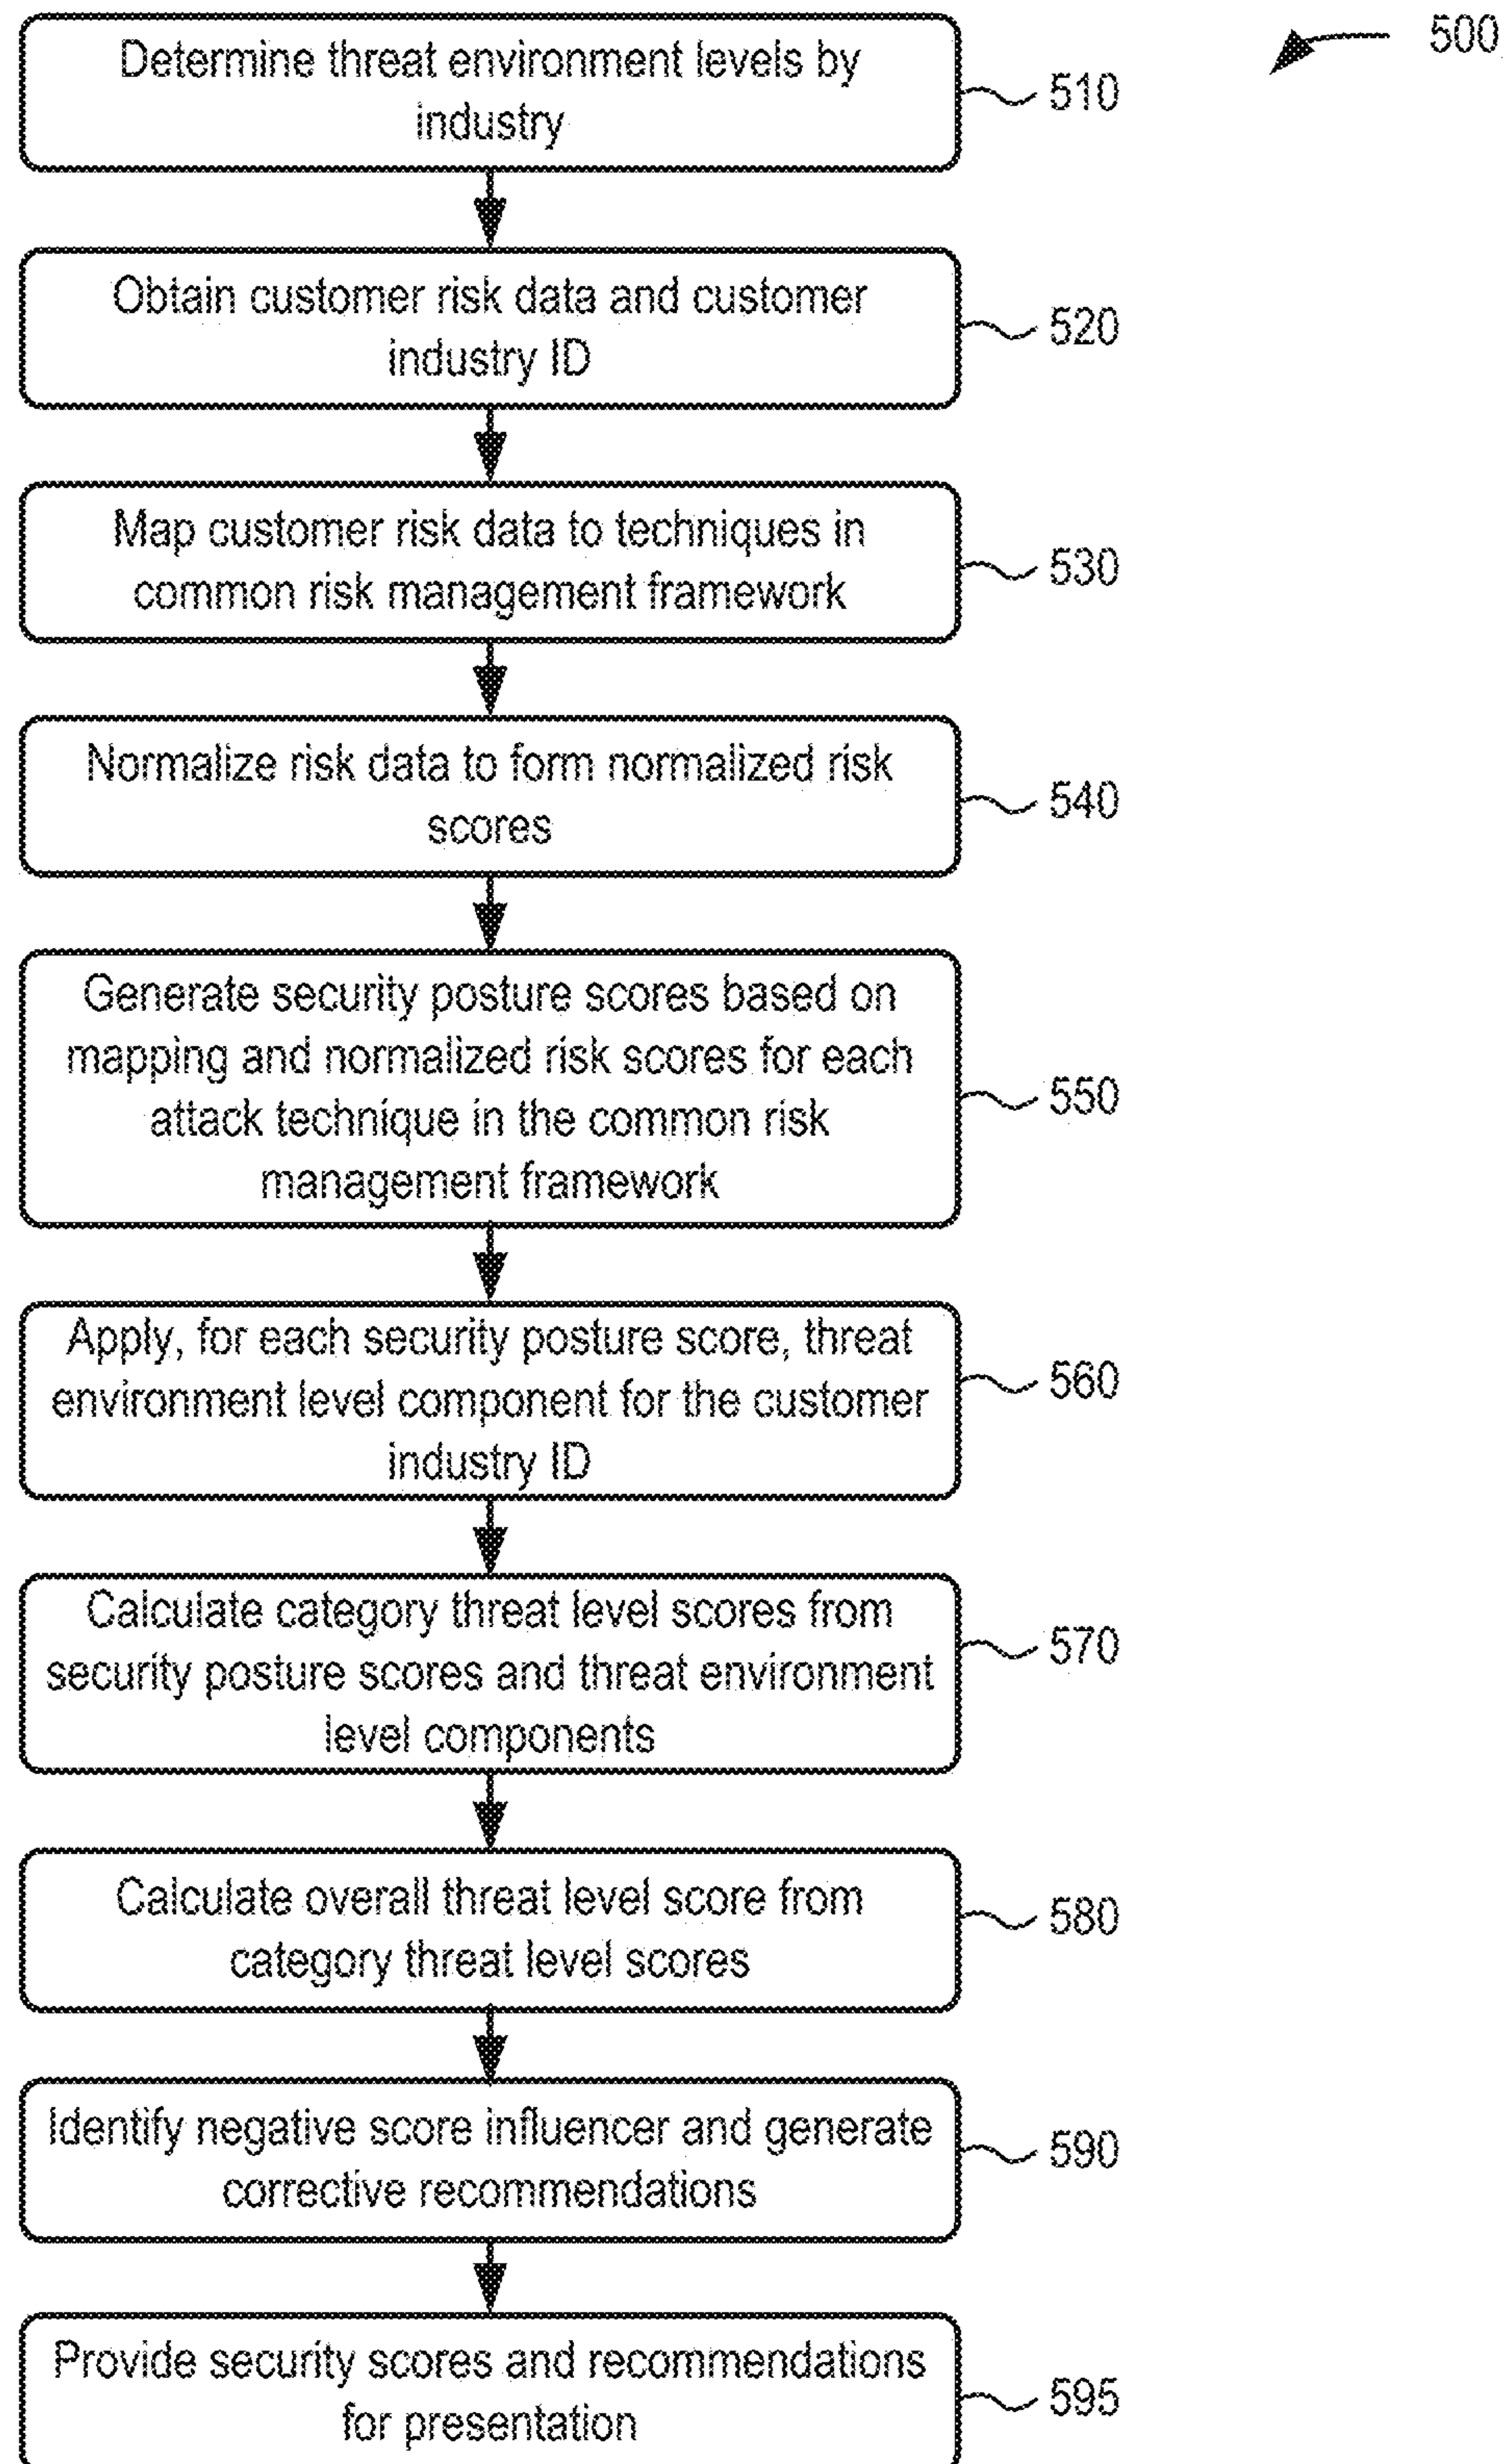 500
Determine threat environment levels by
industry
510
Obtain customer risk data and customer
industry ID
520
Map customer risk data to techniques in
common risk management framework
530
Normalize risk data to form normalized risk
scores
540
Generate security posture scores based on
mapping and normalized risk scores for each
attack technique in the common risk
management framework
550
Apply, for each security posture score, threat
environment level component for the customer
industry ID
560
Calculate category threat level scores from
security posture scores and threat environment
level components
570
Calculate overall threat level score from
category threat level scores
580
Identify negative score influencer and generate
corrective recommendations
590
Provide security scores and recommendations
for presentation
595